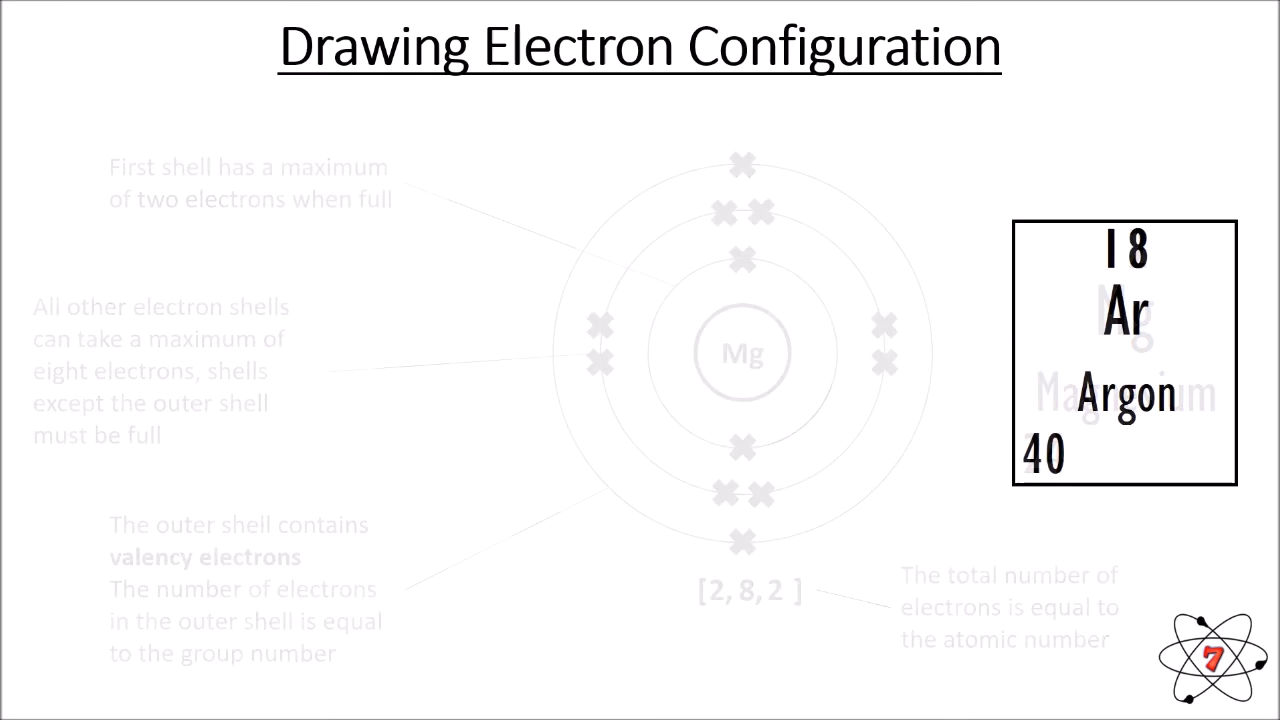 Drawing Electron Configuration
First shell has a maximum
of two electrons when full
All other electron shells
can take a maximum of
eight electrons, shells
except the outer shell
must be full
The outer shell contains
valency electrons
The number of electrons
in the outer shell is equal
to the group number
Mg
[2, 8, 2 ]
The total number of
electrons is equal to
the atomic number
18
Mg
Ar
Magnesium
Argon
40
7